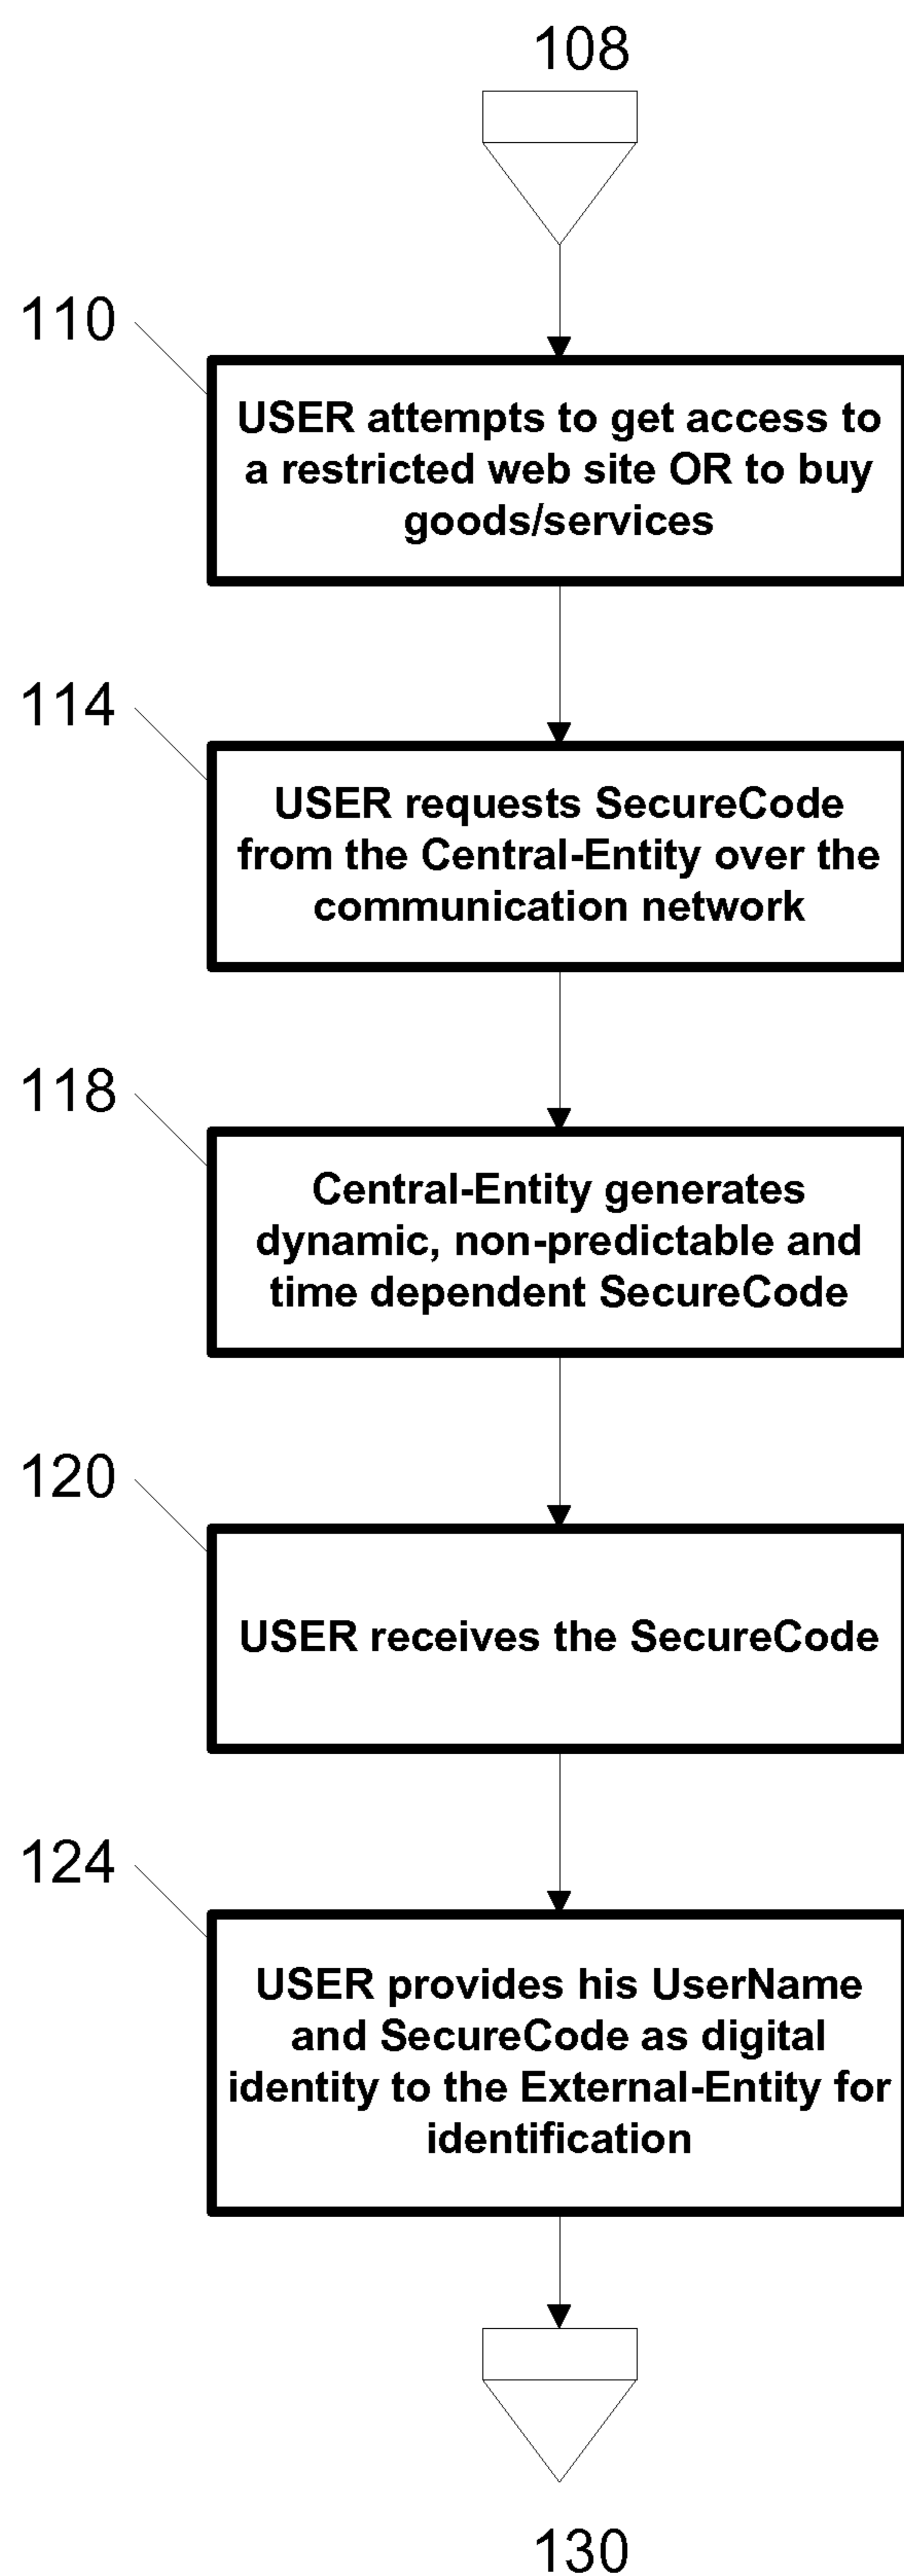 108
110
USER attempts to get access to
a restricted web site OR to buy
goods/services
114
USER requests SecureCode
from the Central-Entity over the
communication network
118
Central-Entity generates
dynamic, non-predictable and
time dependent SecureCode
120
USER receives the SecureCode
124
USER provides his UserName
and SecureCode as digital
identity to the External-Entity for
identification
130